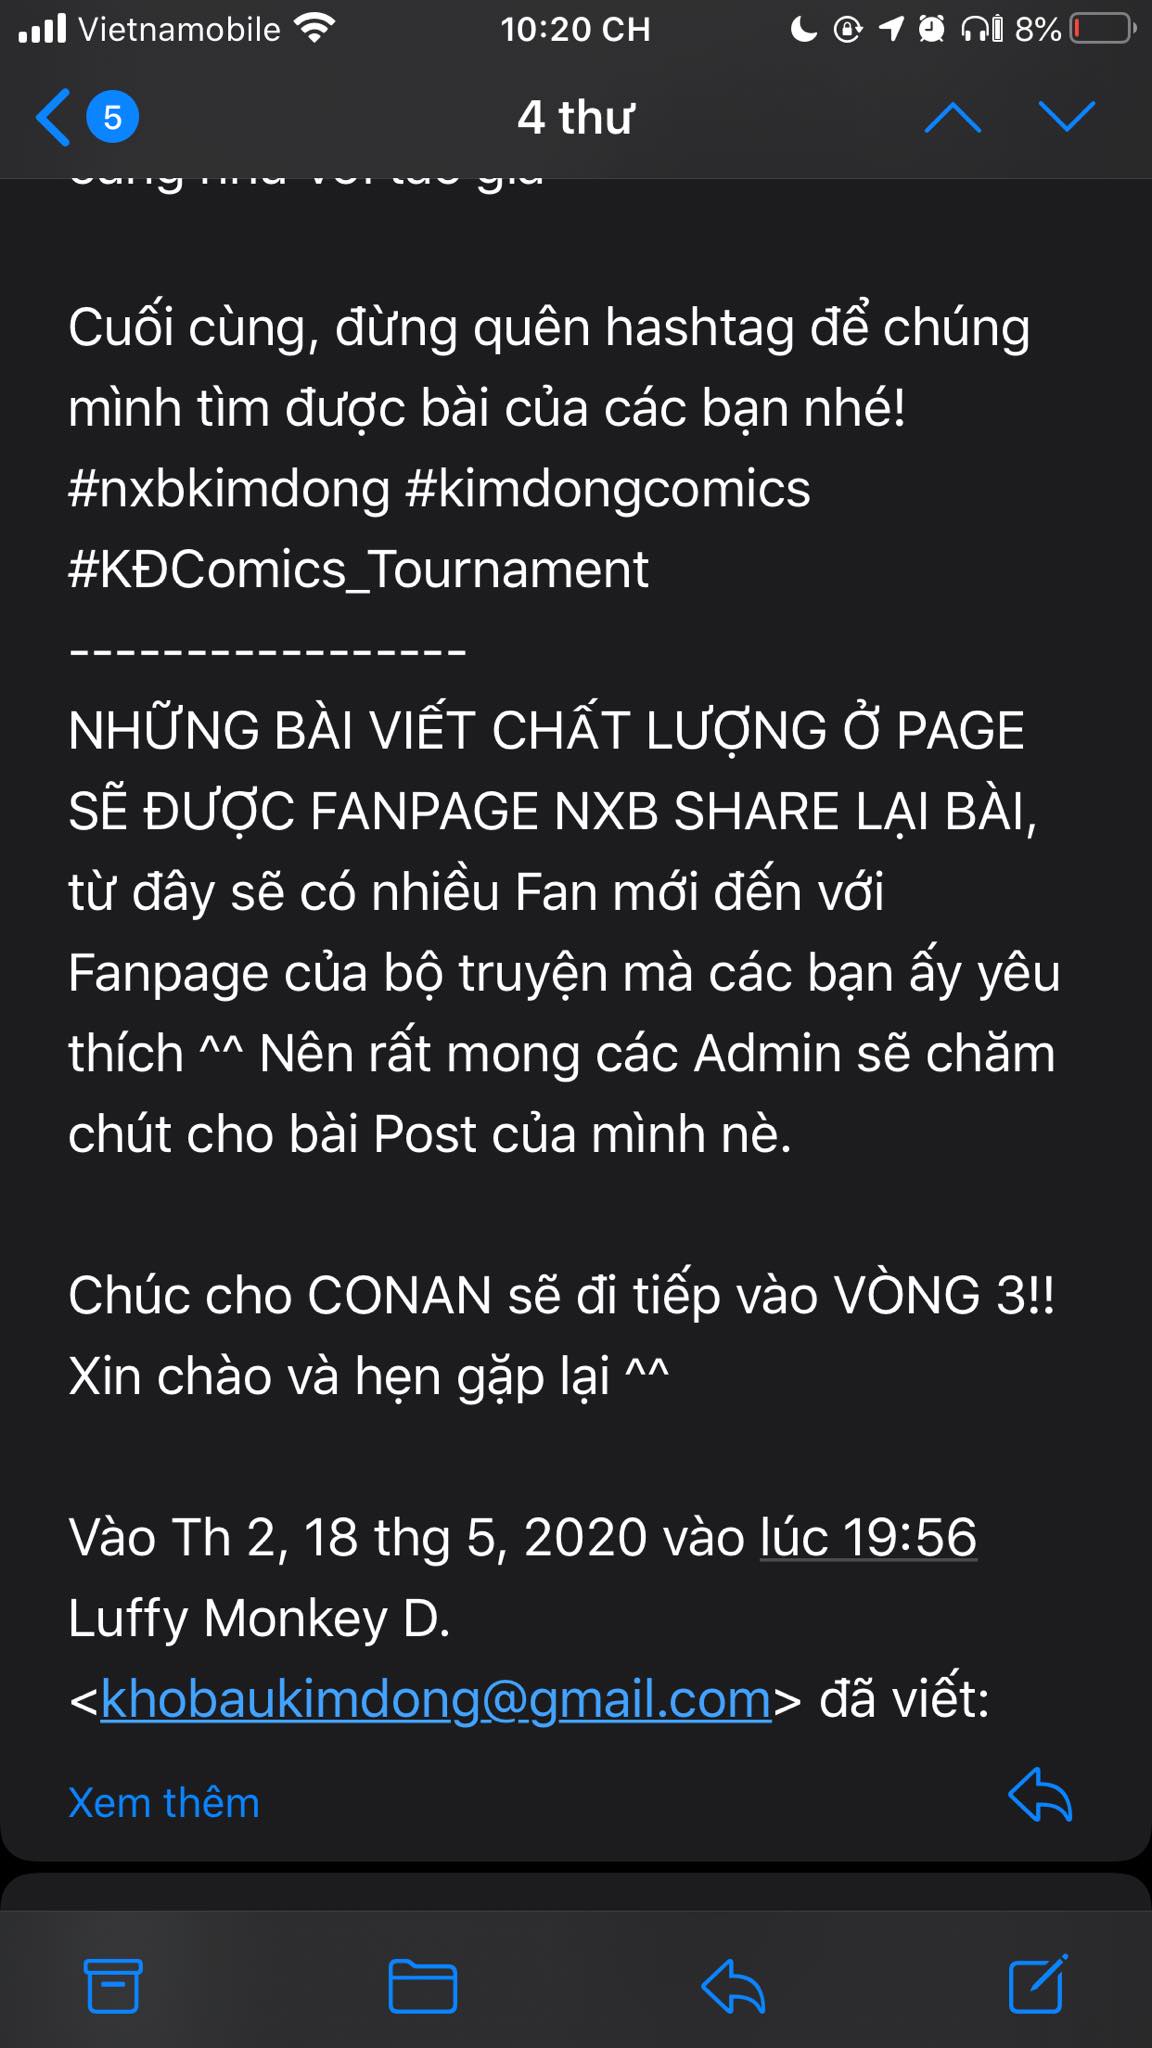 Vietnamobile 10:20 CH 8%
5 4 thư
Cuối cùng, đừng quên hashtag để chúng
mình tìm được bài của các bạn nhé!
#nxbkimdong #kimdongcomics
#KĐComics_Tournament
-----------------
NHỮNG BÀI VIẾT CHẤT LƯỢNG Ở PAGE
SẼ ĐƯỢC FANPAGE NXB SHARE LẠI BÀI,
từ đây sẽ có nhiều Fan mới đến với
Fanpage của bộ truyện mà các bạn ấy yêu
thích ^^ Nên rất mong các Admin sẽ chăm
chút cho bài Post của mình nè.
Chúc cho CONAN sẽ đi tiếp vào VÒNG 3!!
Xin chào và hẹn gặp lại ^^
Vào Th 2, 18 thg 5, 2020 vào lúc 19:56
Luffy Monkey D.
<khobaukimdong@gmail.com> đã viết:
Xem thêm